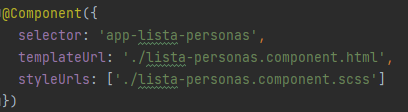 @Component({
selector: 'app-lista-personas',
templateUrl: './lista-personas.component.html',
styleUrls: ['./lista-personas.component.scss']
})